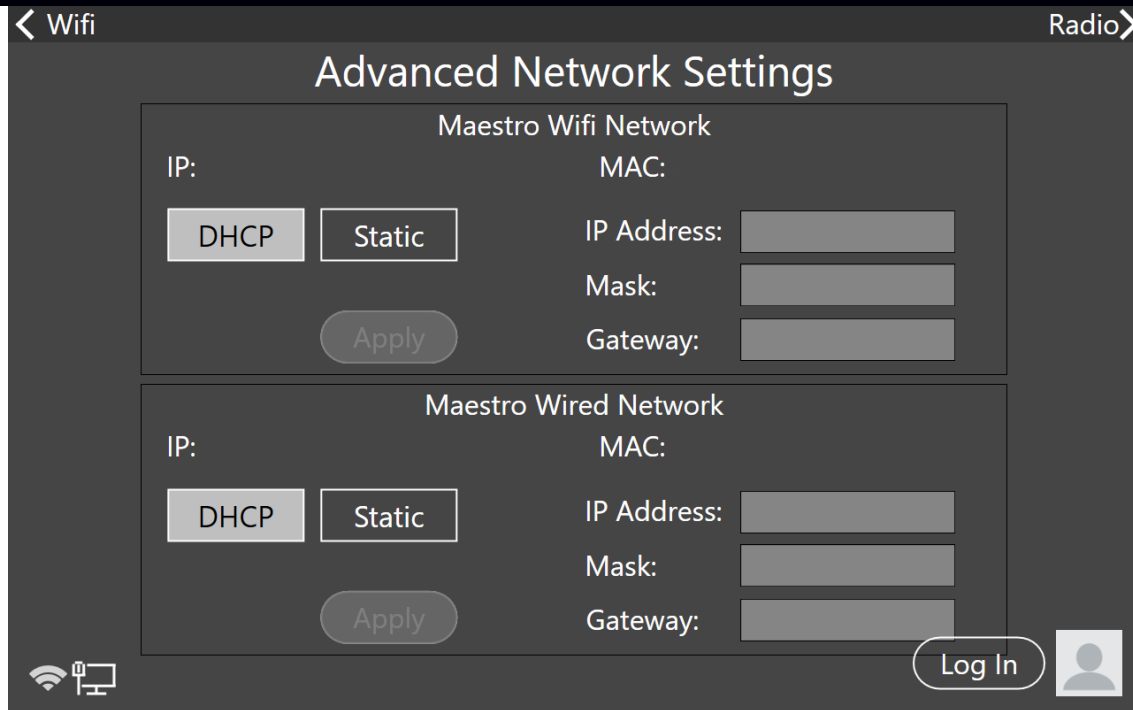 Wifi
Radio
Advanced Network Settings
Maestro Wifi Network
IP:
MAC:
DHCP
Static
IP Address:
Mask:
Apply
Gateway:
Maestro Wired Network
IP:
MAC:
DHCP
Static
IP Address:
Mask:
Apply
Gateway:
Log In